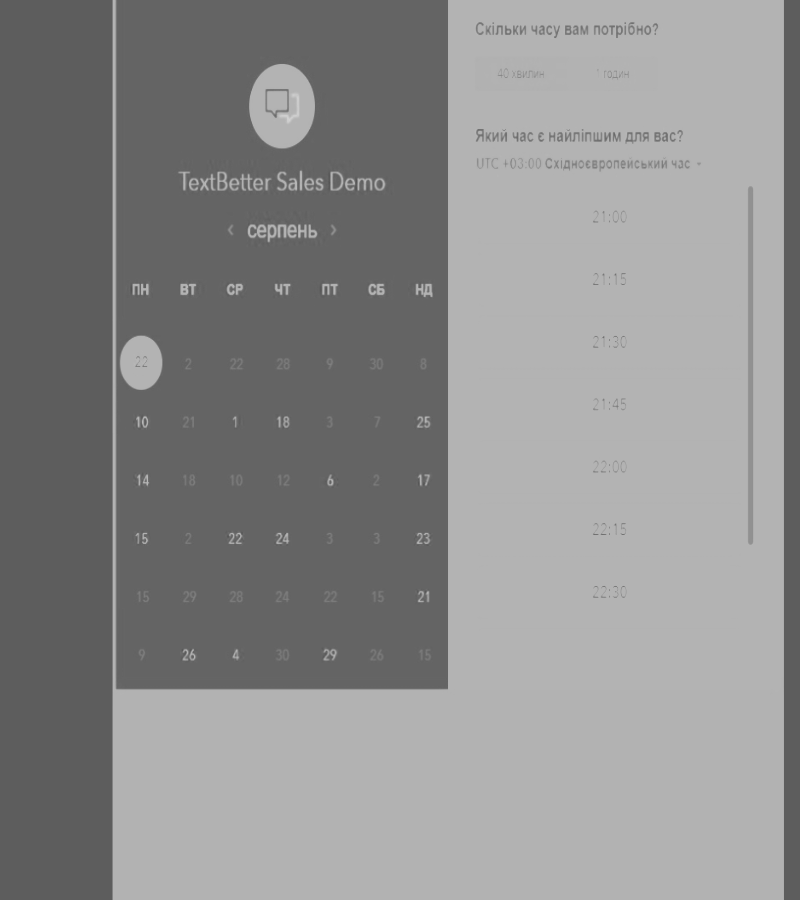 TextBetter Sales Demo
‹ серпень ›
ПН ВТ СР ЧТ ПТ СБ НД
22 2 22 28 9 30 8
10 21 1 18 3 7 25
14 18 10 12 6 2 17
15 2 22 24 3 3 23
15 29 28 24 22 15 21
9 26 4 30 29 26 15
Скільки часу вам потрібно?
40 хвилин 1 годин
Який час є найліпшим для вас?
UTC +03:00 Східноєвропейський час
21:00
21:15
21:30
21:45
22:00
22:15
22:30